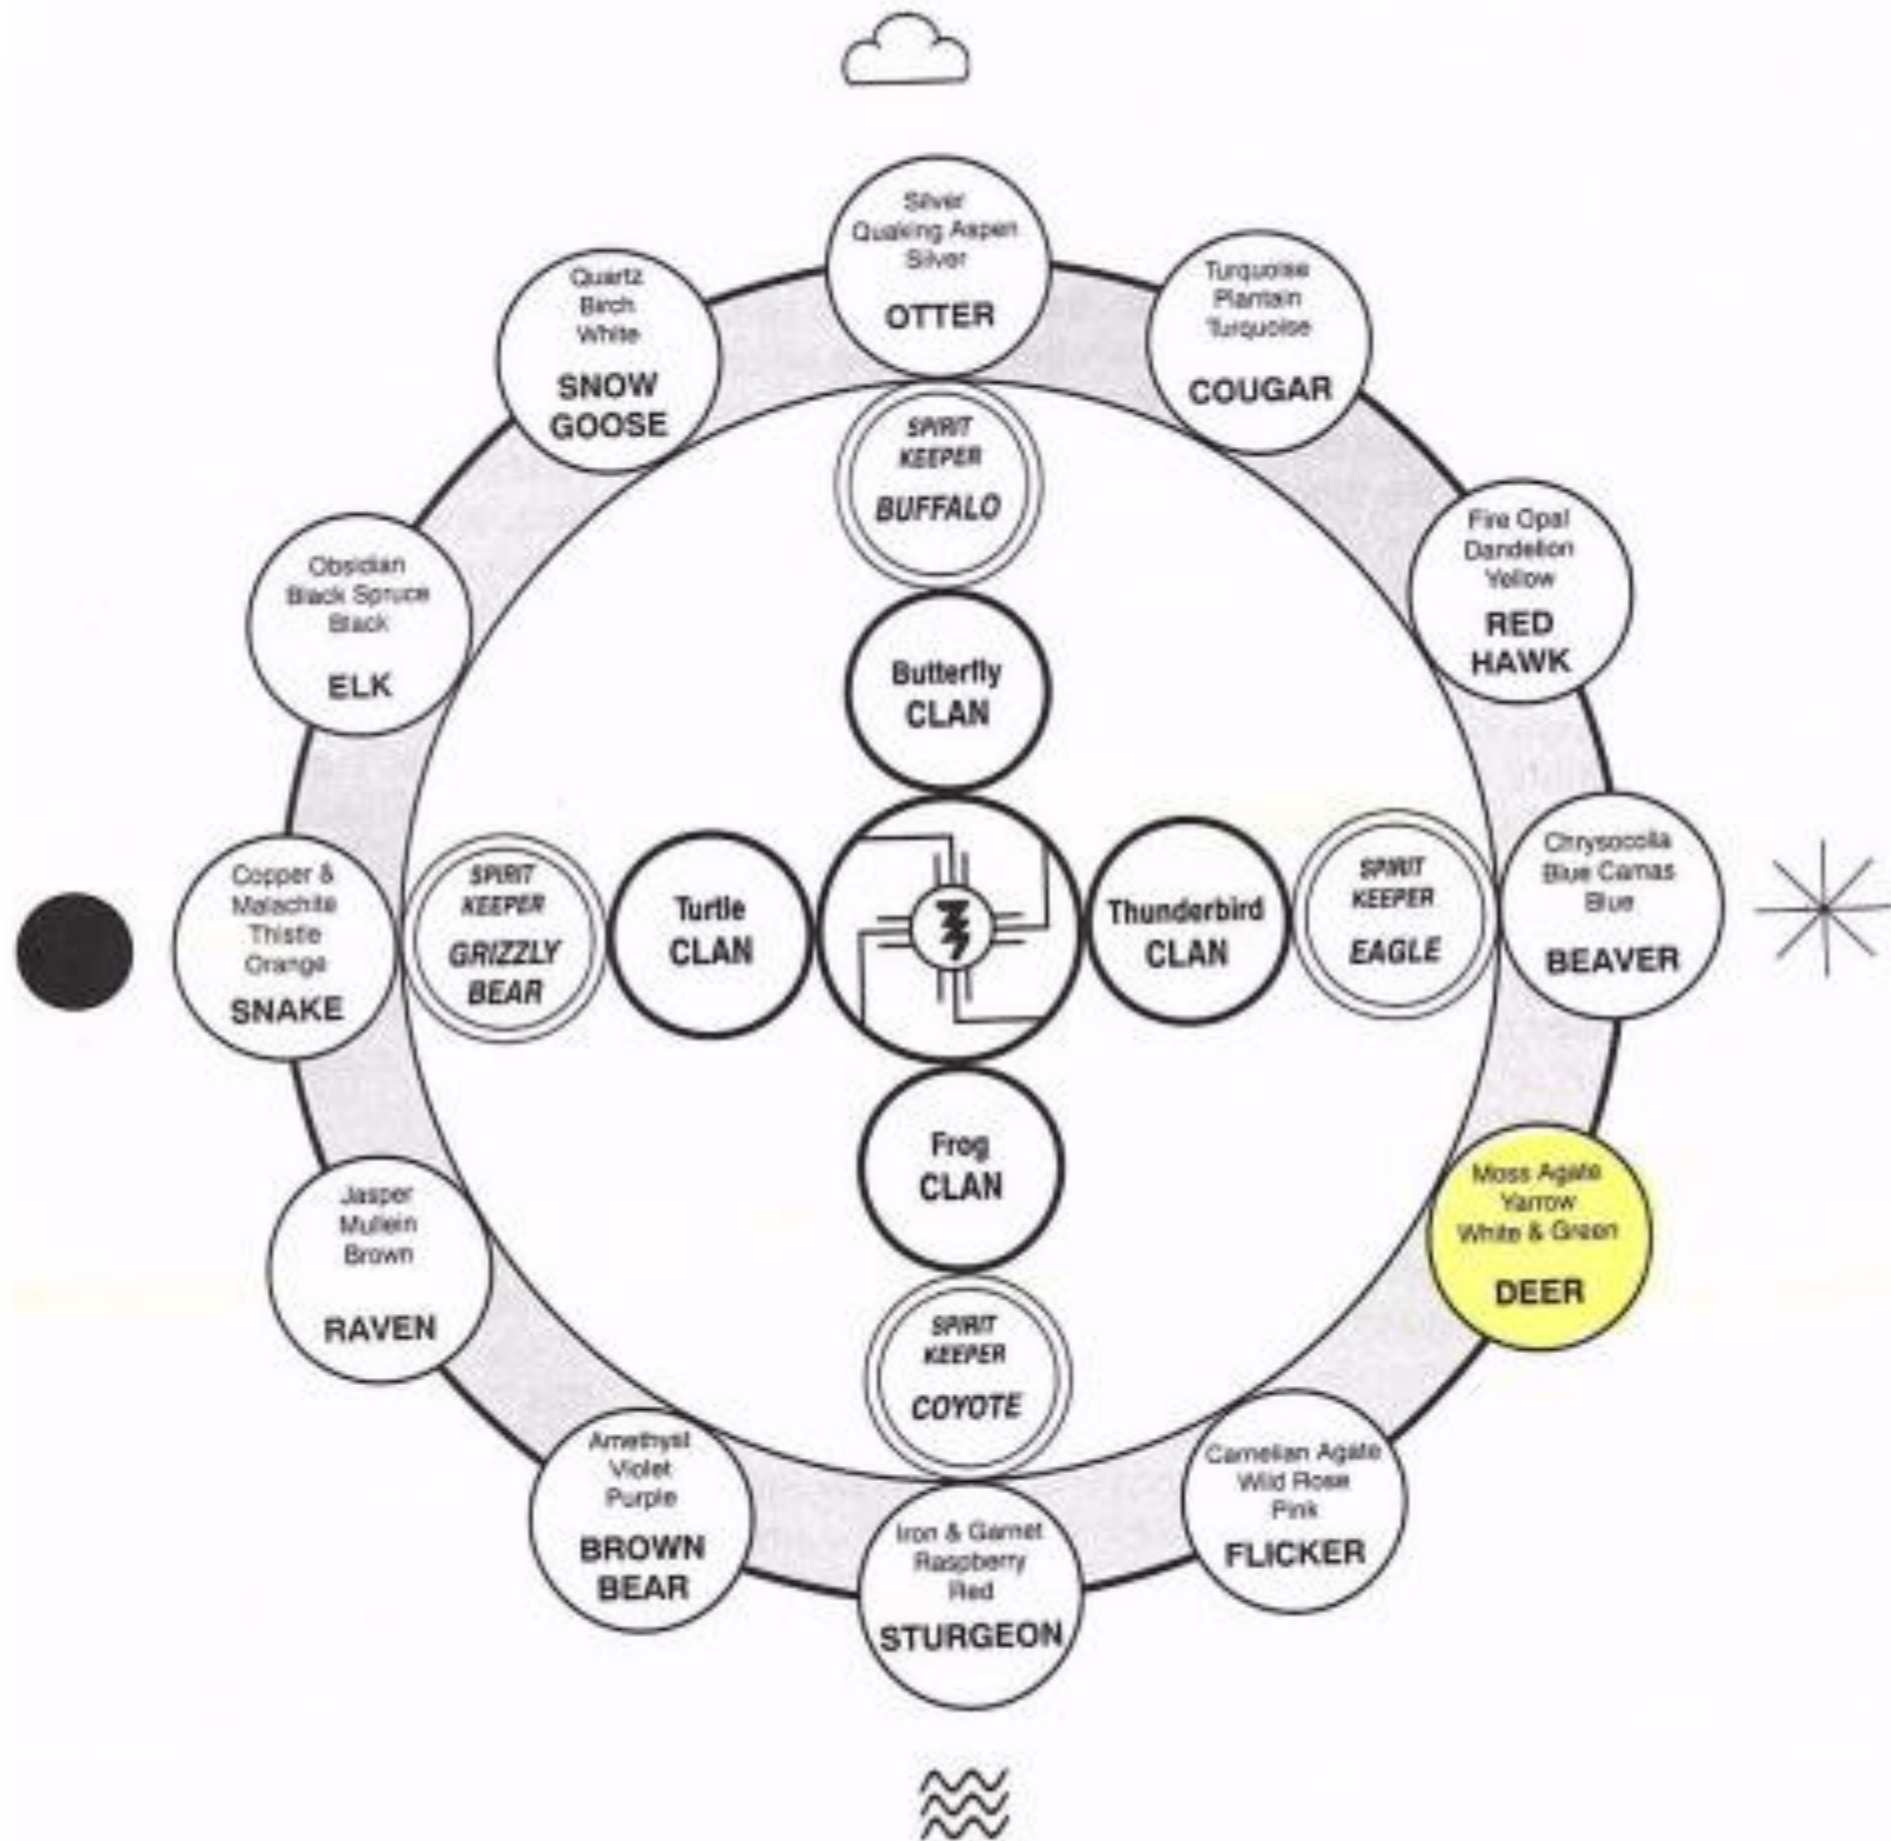 Silver
Quaking Aspen
Silver
OTTER
Turquoise
Plantain
Turquoise
COUGAR
Quartz
Birch
White
SNOW
GOOSE
SPIRIT
KEEPER
BUFFALO
Fire Opal
Dandelion
Yellow
RED
HAWK
Obsidian
Black Spruce
Black
ELK
Butterfly
CLAN
Copper &
Malachite
Thistle
Orange
SNAKE
SPIRIT
KEEPER
GRIZZLY
BEAR
Turtle
CLAN
Thunderbird
CLAN
SPIRIT
KEEPER
EAGLE
Chrysocolla
Blue Camas
Blue
BEAVER
Frog
CLAN
Moss Agate
Yarrow
White & Green
DEER
Jasper
Mullein
Brown
RAVEN
SPIRIT
KEEPER
COYOTE
Amethyst
Violet
Purple
BROWN
BEAR
Carnelian Agate
Wild Rose
Pink
FLICKER
Iron & Garnet
Raspberry
Red
STURGEON